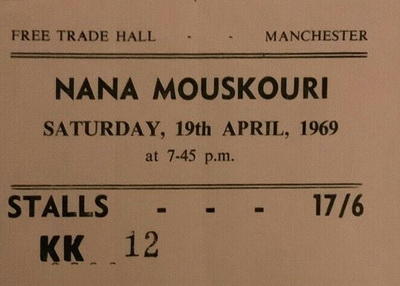 FREE TRADE HALL - - MANCHESTER
NANA MOUSKOURI
SATURDAY, 19th APRIL, 1969
at 7-45 p.m.
STALLS - - - 17/6
KK 12